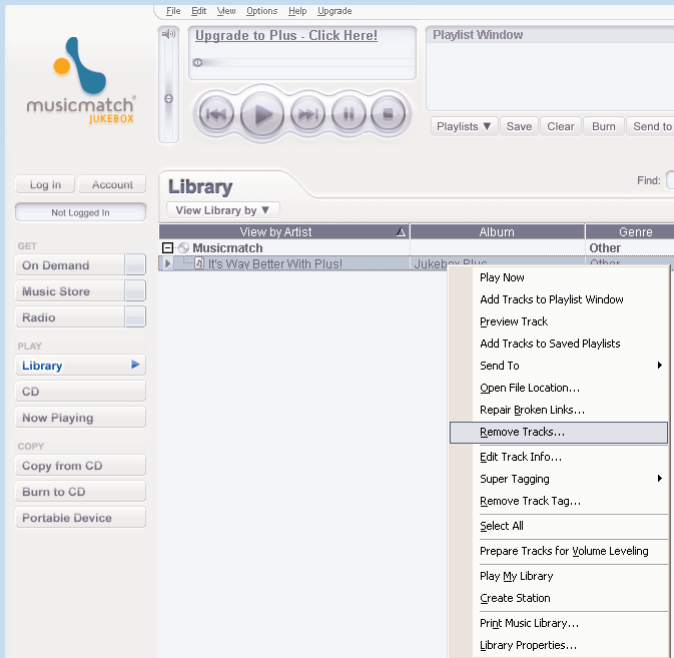 File Edit View Options Help Upgrade
Upgrade to Plus - Click Here!
Playlist Window
musicmatch®
JUKEBOX
Playlists ▼ Save Clear Burn Send to
Log in Account
Not Logged In
Library
Find:
View Library by ▼
View by Artist Album Genre
Musicmatch Other
It's Way Better With Plus! Jukebox Plus Other
GET
On Demand
Music Store
Radio
PLAY
Library
CD
Now Playing
COPY
Copy from CD
Burn to CD
Portable Device
Play Now
Add Tracks to Playlist Window
Preview Track
Add Tracks to Saved Playlists
Send To
Open File Location...
Repair Broken Links...
Remove Tracks...
Edit Track Info...
Super Tagging
Remove Track Tag...
Select All
Prepare Tracks for Volume Leveling
Play My Library
Create Station
Print Music Library...
Library Properties...